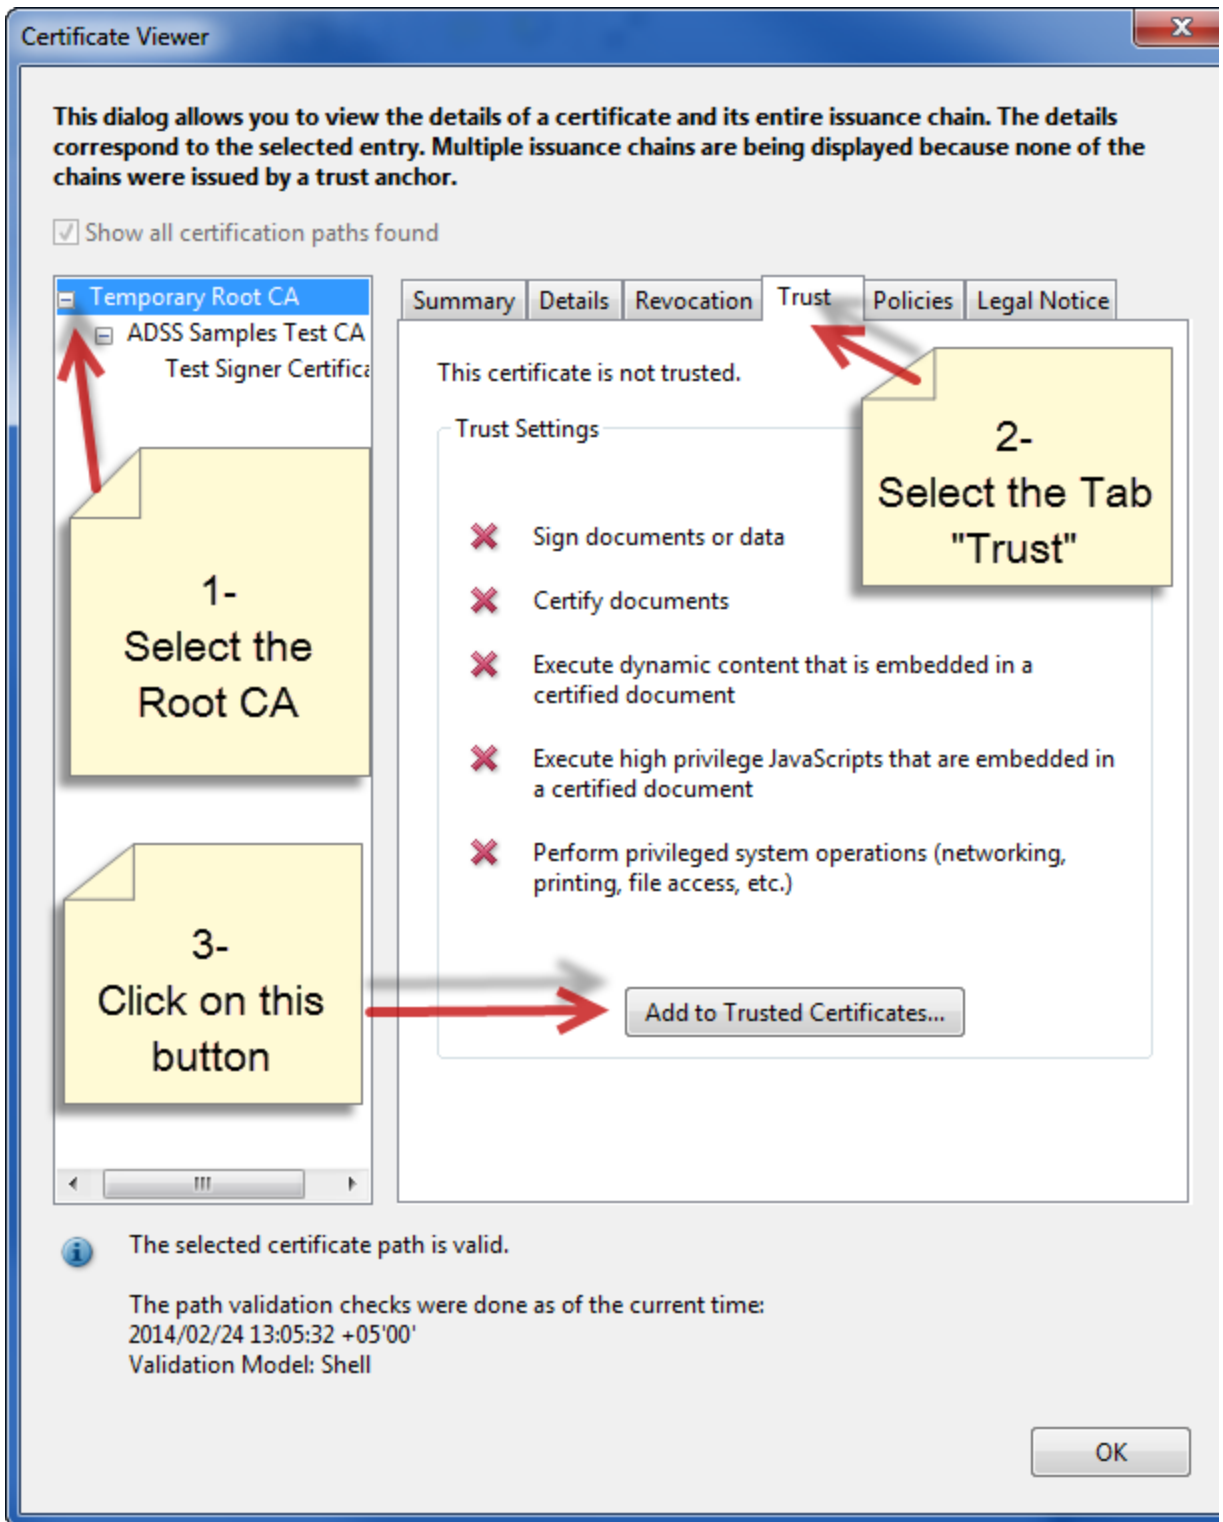 Certificate Viewer
This dialog allows you to view the details of a certificate and its entire issuance chain. The details
correspond to the selected entry. Multiple issuance chains are being displayed because none of the
chains were issued by a trust anchor.
Show all certification paths found
Temporary Root CA
ADSS Samples Test CA
Test Signer Certifica
Summary
Details
Revocation
Trust
Policies
Legal Notice
This certificate is not trusted.
Trust Settings
Sign documents or data
Certify documents
Execute dynamic content that is embedded in a
certified document
Execute high privilege JavaScripts that are embedded in
a certified document
Perform privileged system operations (networking,
printing, file access, etc.)
Add to Trusted Certificates...
1-
Select the
Root CA
2-
Select the Tab
"Trust"
3-
Click on this
button
The selected certificate path is valid.
The path validation checks were done as of the current time:
2014/02/24 13:05:32 +05'00'
Validation Model: Shell
OK